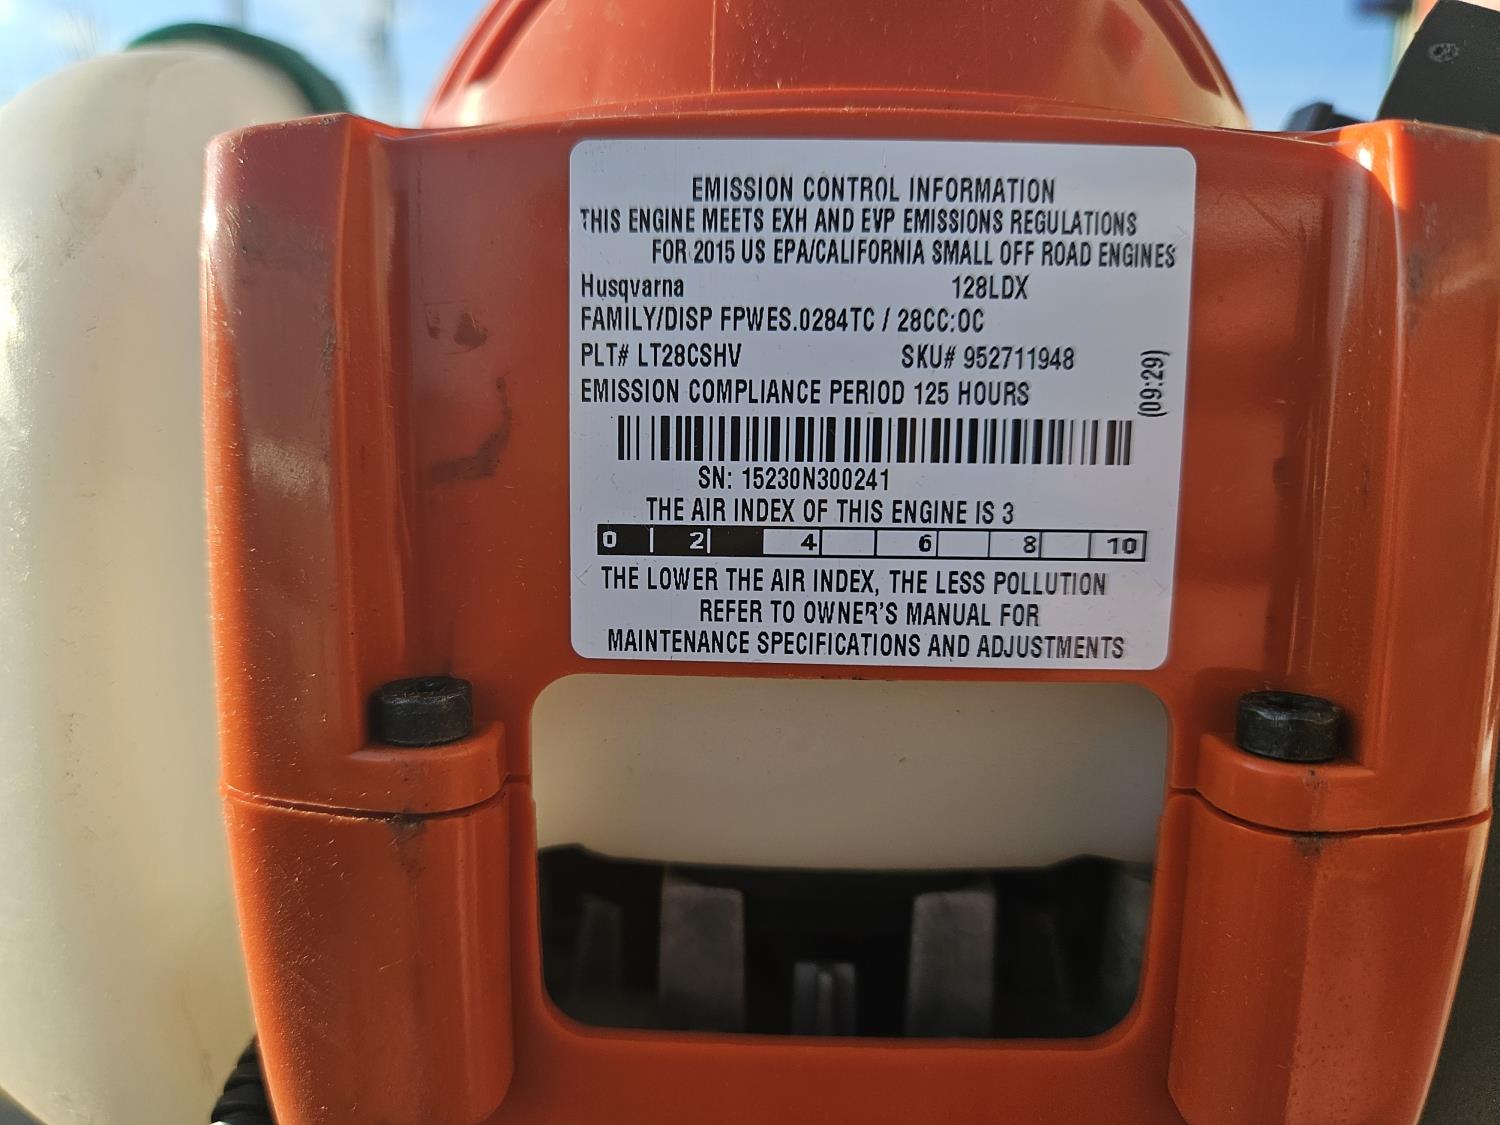 EMISSION CONTROL INFORMATION
THIS ENGINE MEETS EXH AND EVP EMISSIONS REGULATIONS
FOR 2015 US EPA/CALIFORNIA SMALL OFF ROAD ENGINES
Husqvarna 128LDX
FAMILY/DISP FPWES.0284TC / 28CC:OC
PLT# LT28CSHV SKU# 952711948
(09:29)
EMISSION COMPLIANCE PERIOD 125 HOURS
SN: 15230N300241
THE AIR INDEX OF THIS ENGINE IS 3
0 2 4 6 8 10
THE LOWER THE AIR INDEX, THE LESS POLLUTION
REFER TO OWNER'S MANUAL FOR
MAINTENANCE SPECIFICATIONS AND ADJUSTMENTS